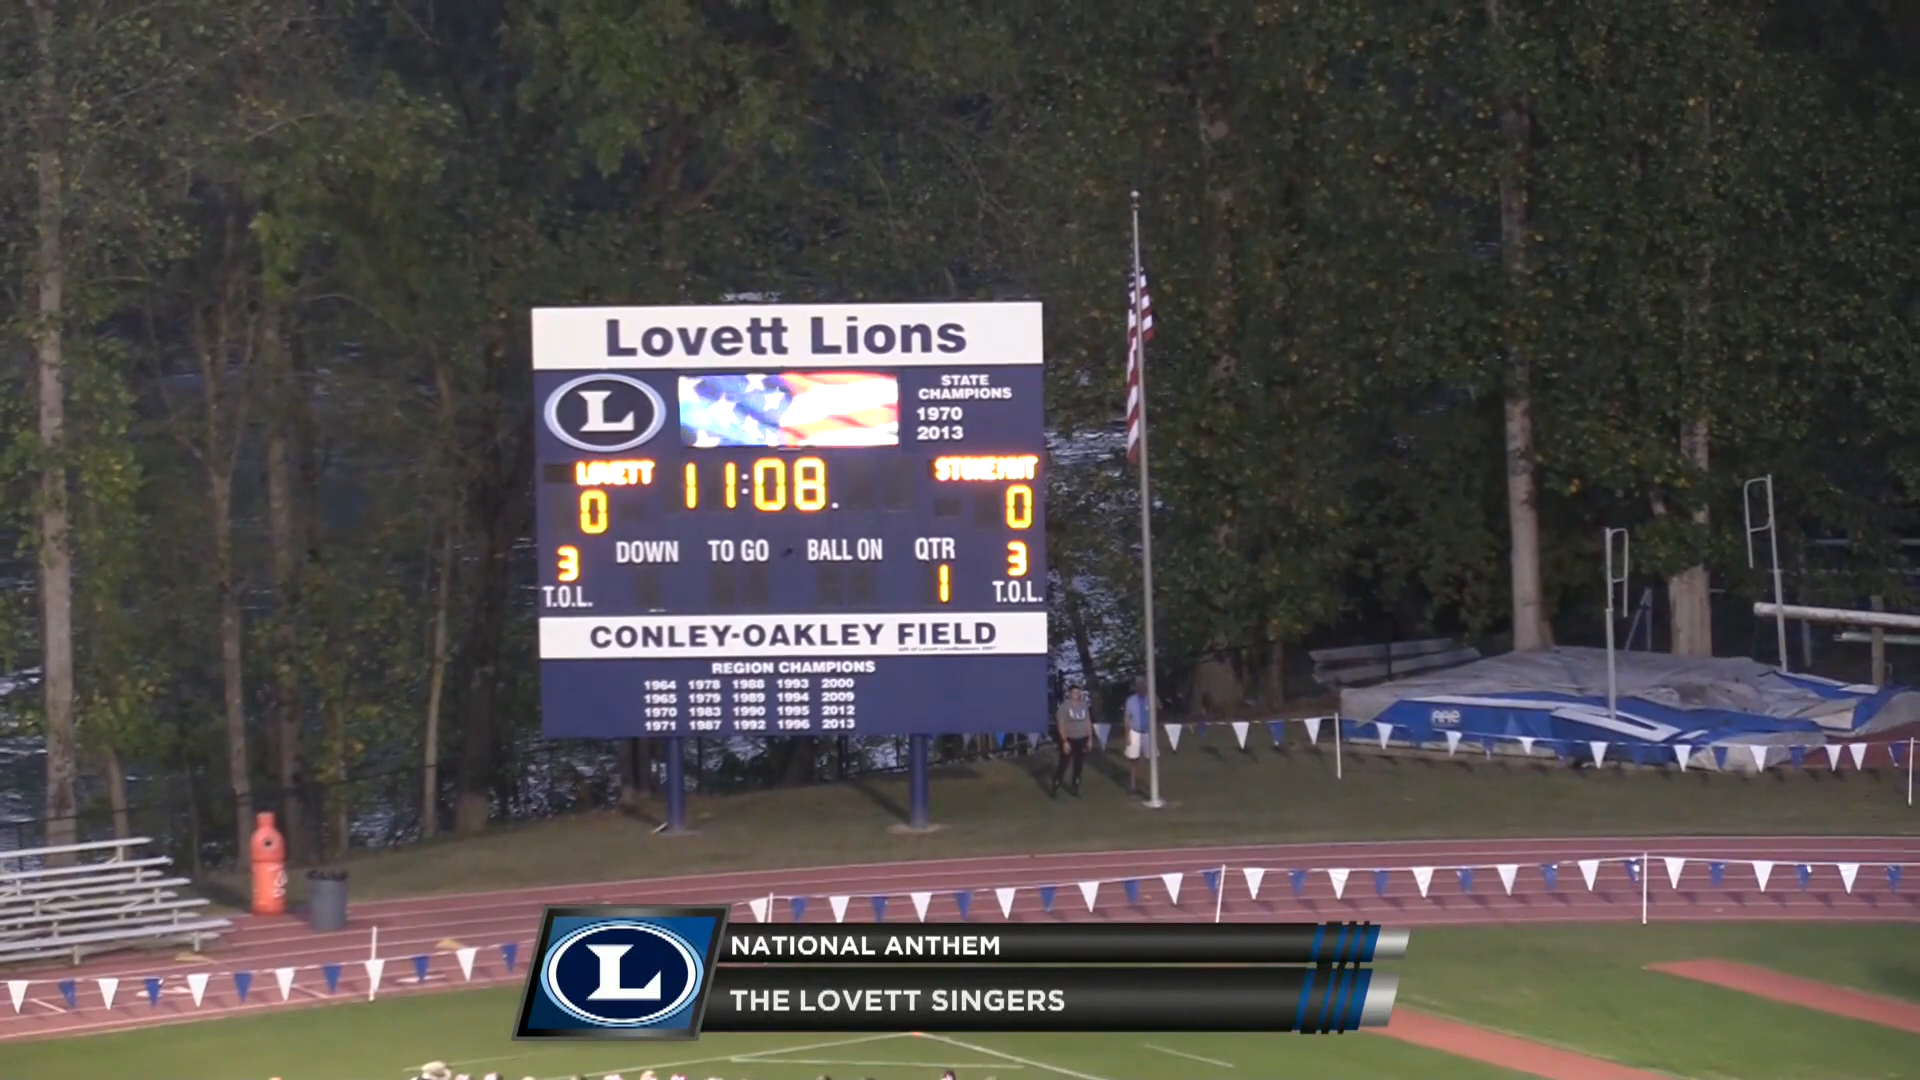 Lovett Lions
L
STATE
CHAMPIONS
1970
2013
LOVETT 11:08 STONEMNT
0 0
3 DOWN TO GO BALL ON QTR 3
T.O.L. 1 T.O.L.
CONLEY-OAKLEY FIELD
REGION CHAMPIONS
1964 1978 1988 1993 2000
1965 1979 1989 1994 2009
1970 1983 1990 1995 2012
1971 1987 1992 1996 2013
L
NATIONAL ANTHEM
THE LOVETT SINGERS